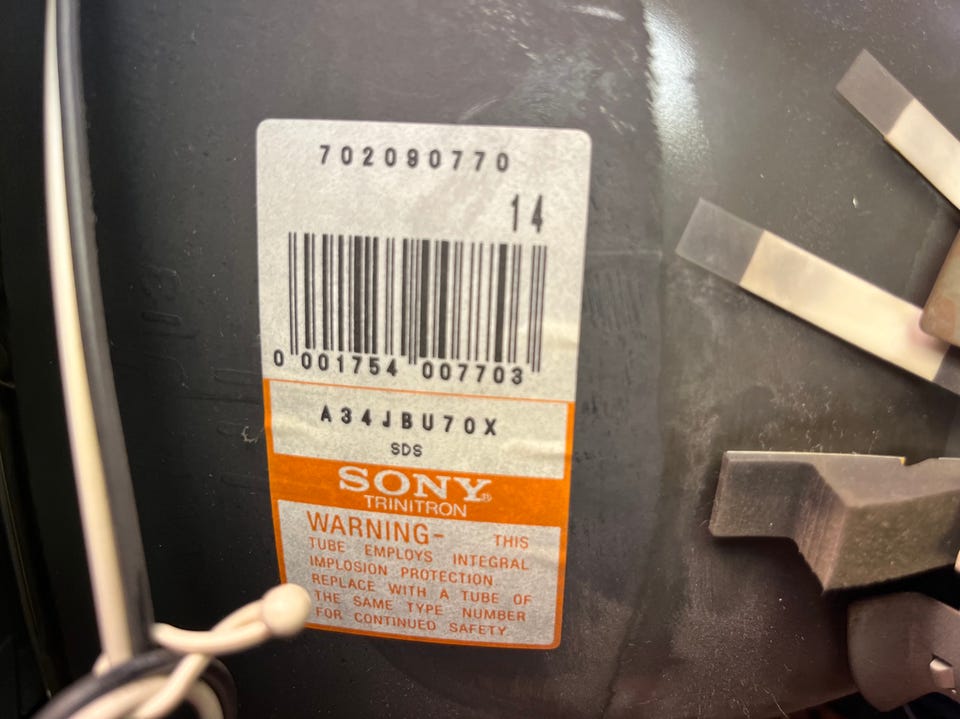 702090770
14
0 001754 007703
A34JBU70X
SDS
SONY®
TRINITRON
WARNING- THIS
TUBE EMPLOYS INTEGRAL
IMPLOSION PROTECTION
REPLACE WITH A TUBE OF
THE SAME TYPE NUMBER
FOR CONTINUED SAFETY